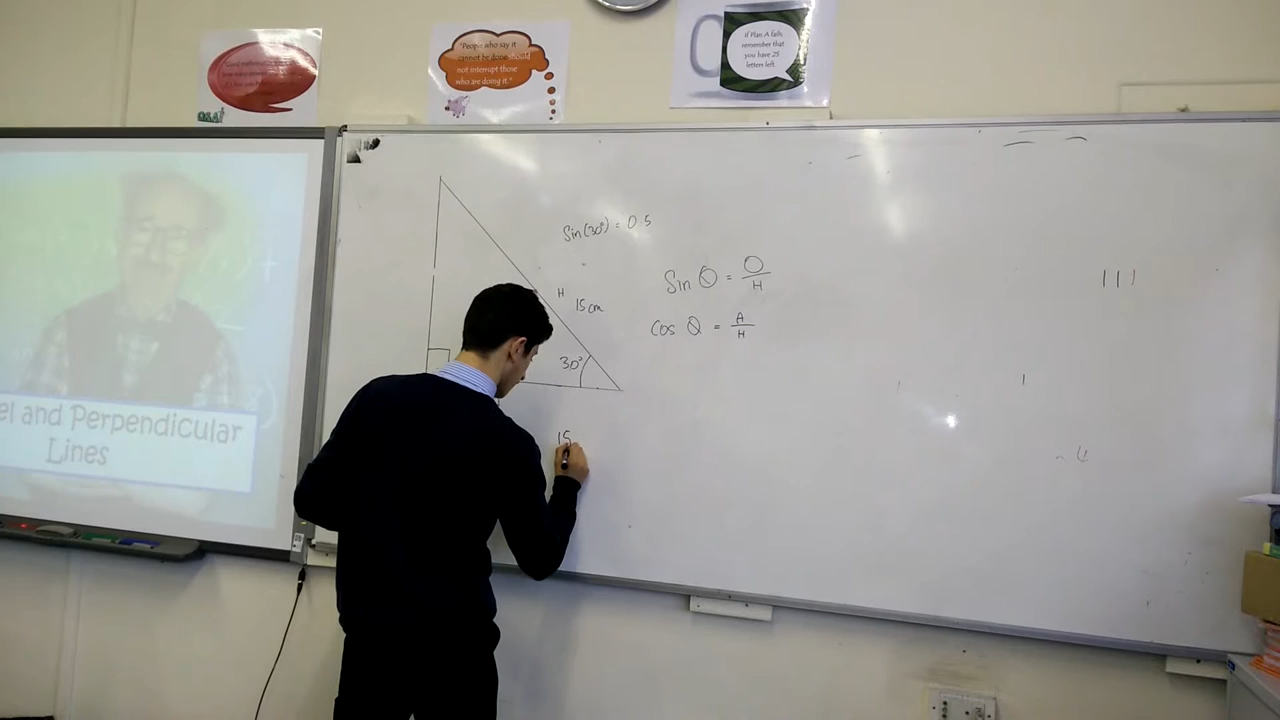 "People who say it
cannot be done should
not interrupt those
who are doing it."
If Plan A fails,
remember that
you have 25
letters left.
el and Perpendicular
Lines
Sin(30°) = 0.5
H 15cm
30°
Sin θ = O/H
Cos θ = A/H
15